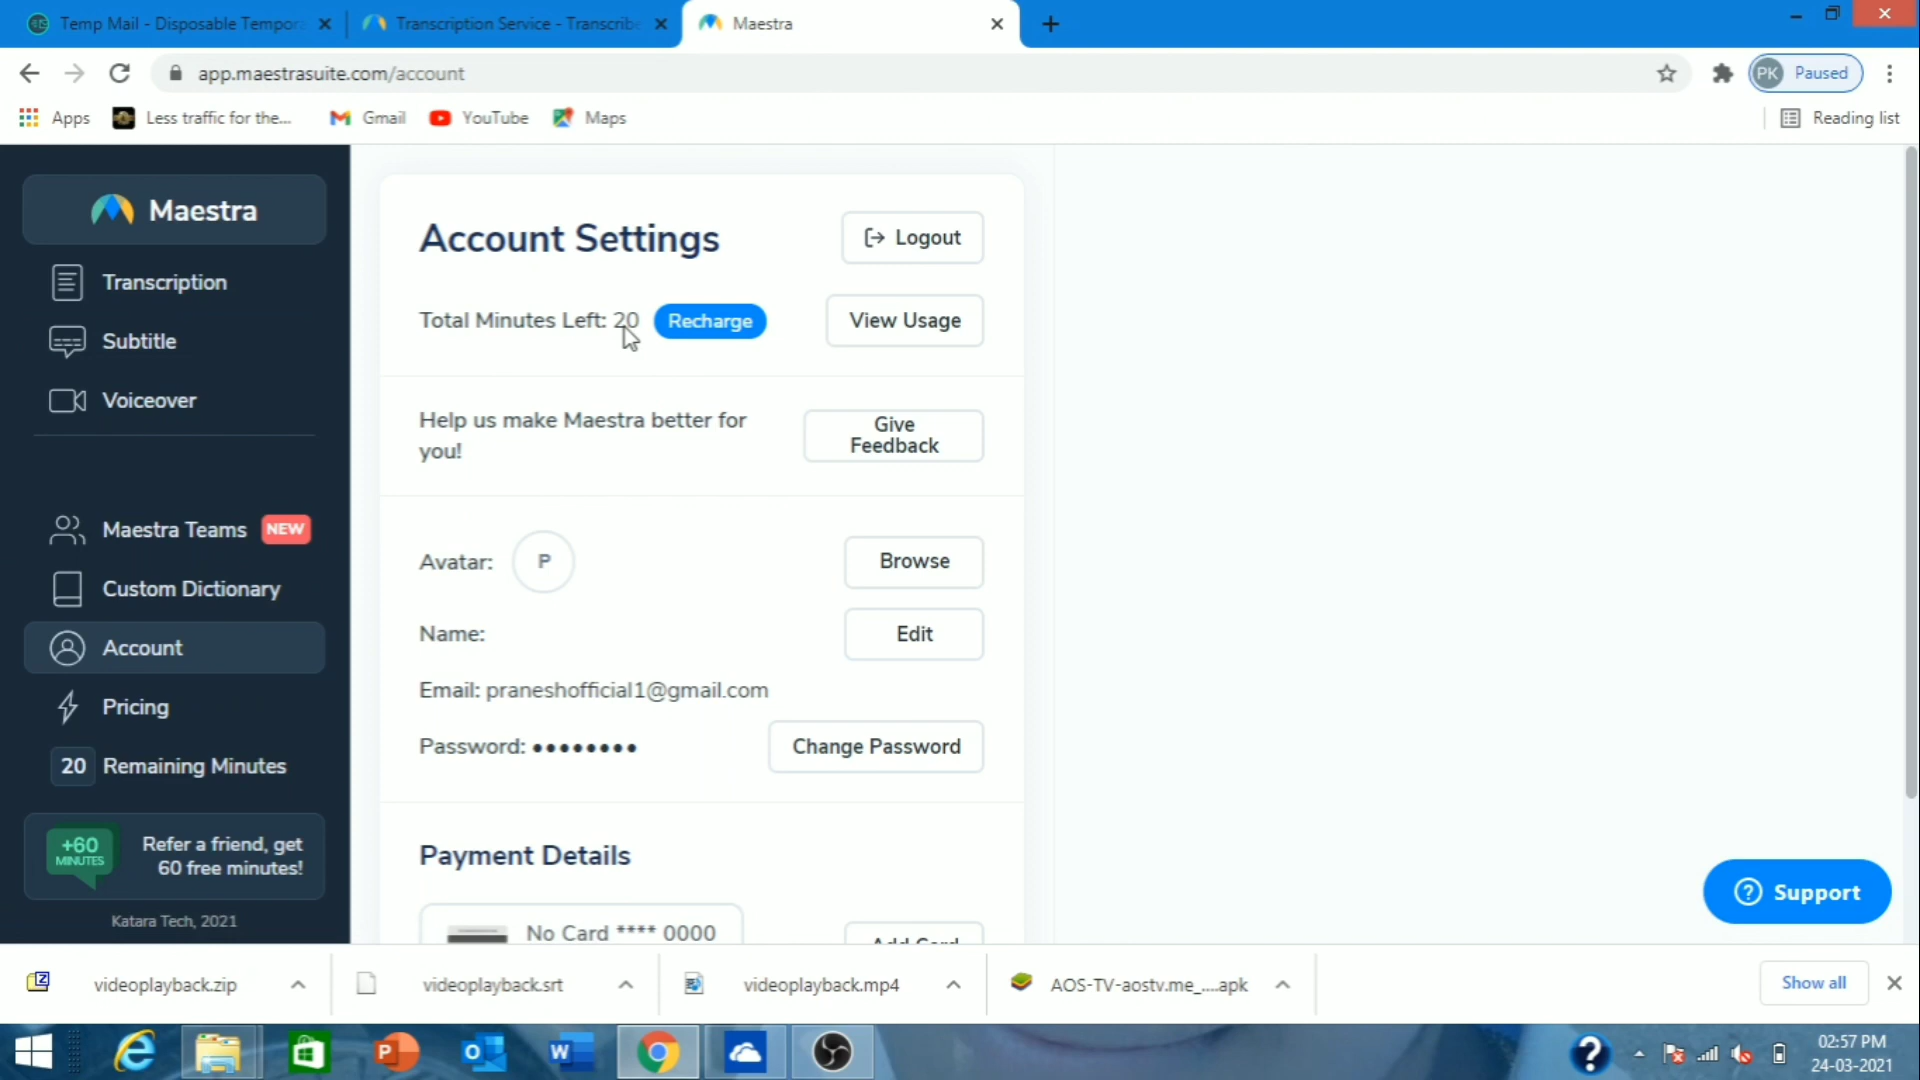 Temp Mail - Disposable Tempora
Transcription Service - Transcribe
Maestra
app.maestrasuite.com/account
PK Paused
Apps
Less traffic for the...
Gmail
YouTube
Maps
Reading list
Maestra
Transcription
Subtitle
Voiceover
Maestra Teams NEW
Custom Dictionary
Account
Pricing
20 Remaining Minutes
+60 MINUTES
Refer a friend, get
60 free minutes!
Katara Tech, 2021
Account Settings
Logout
Total Minutes Left: 20
Recharge
View Usage
Help us make Maestra better for
you!
Give
Feedback
Avatar: P
Browse
Name:
Edit
Email: praneshofficial1@gmail.com
Password: ••••••••
Change Password
Payment Details
No Card **** 0000
Add Card
Support
videoplayback.zip
videoplayback.srt
videoplayback.mp4
AOS-TV-aostv.me_....apk
Show all
02:57 PM
24-03-2021